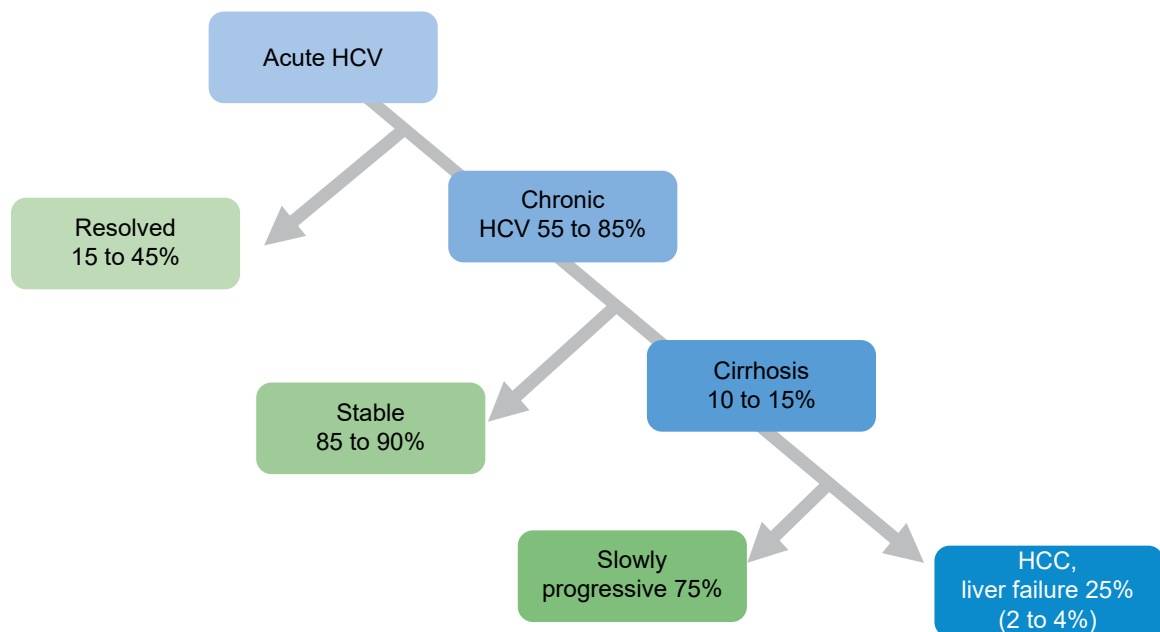 Acute HCV
Resolved
15 to 45%
Chronic
HCV 55 to 85%
Stable
85 to 90%
Cirrhosis
10 to 15%
Slowly
progressive 75%
HCC,
liver failure 25%
(2 to 4%)